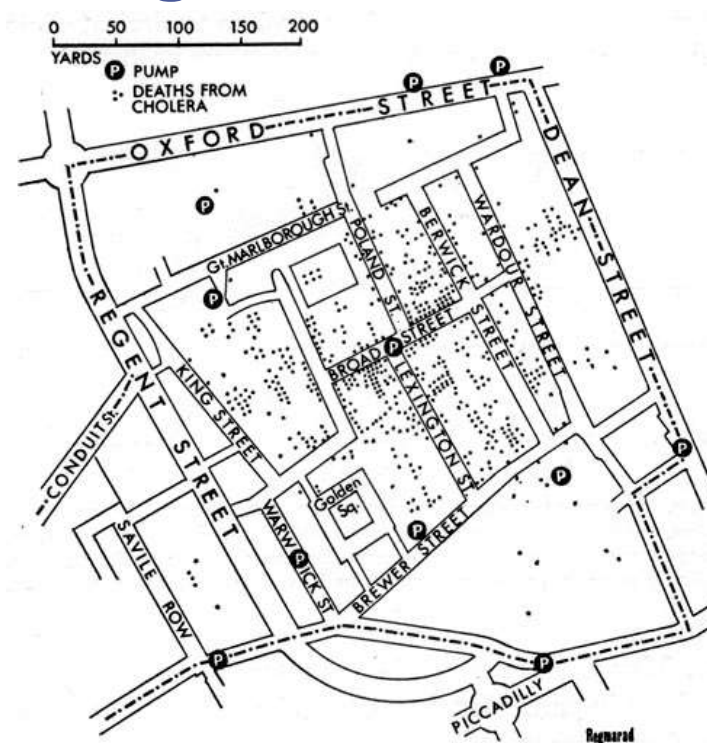 0 50 100 200
YARDS
P PUMP
DEATHS FROM
CHOLERA
P
P
OXFORD STREET
DEAN STREET
P
Gt. MARLBOROUGH St.
POLAND ST.
BERWICK STREET
WARDOUR STREET
P
REGENT STREET
BROAD STREET
P
KING STREET
LEXINGTON ST.
CONDUIT St.
P
P
Golden
Sq.
P
WARWICK ST
P
BREWER STREET
SAVILE ROW
P
P
PICCADILLY
Regmarad